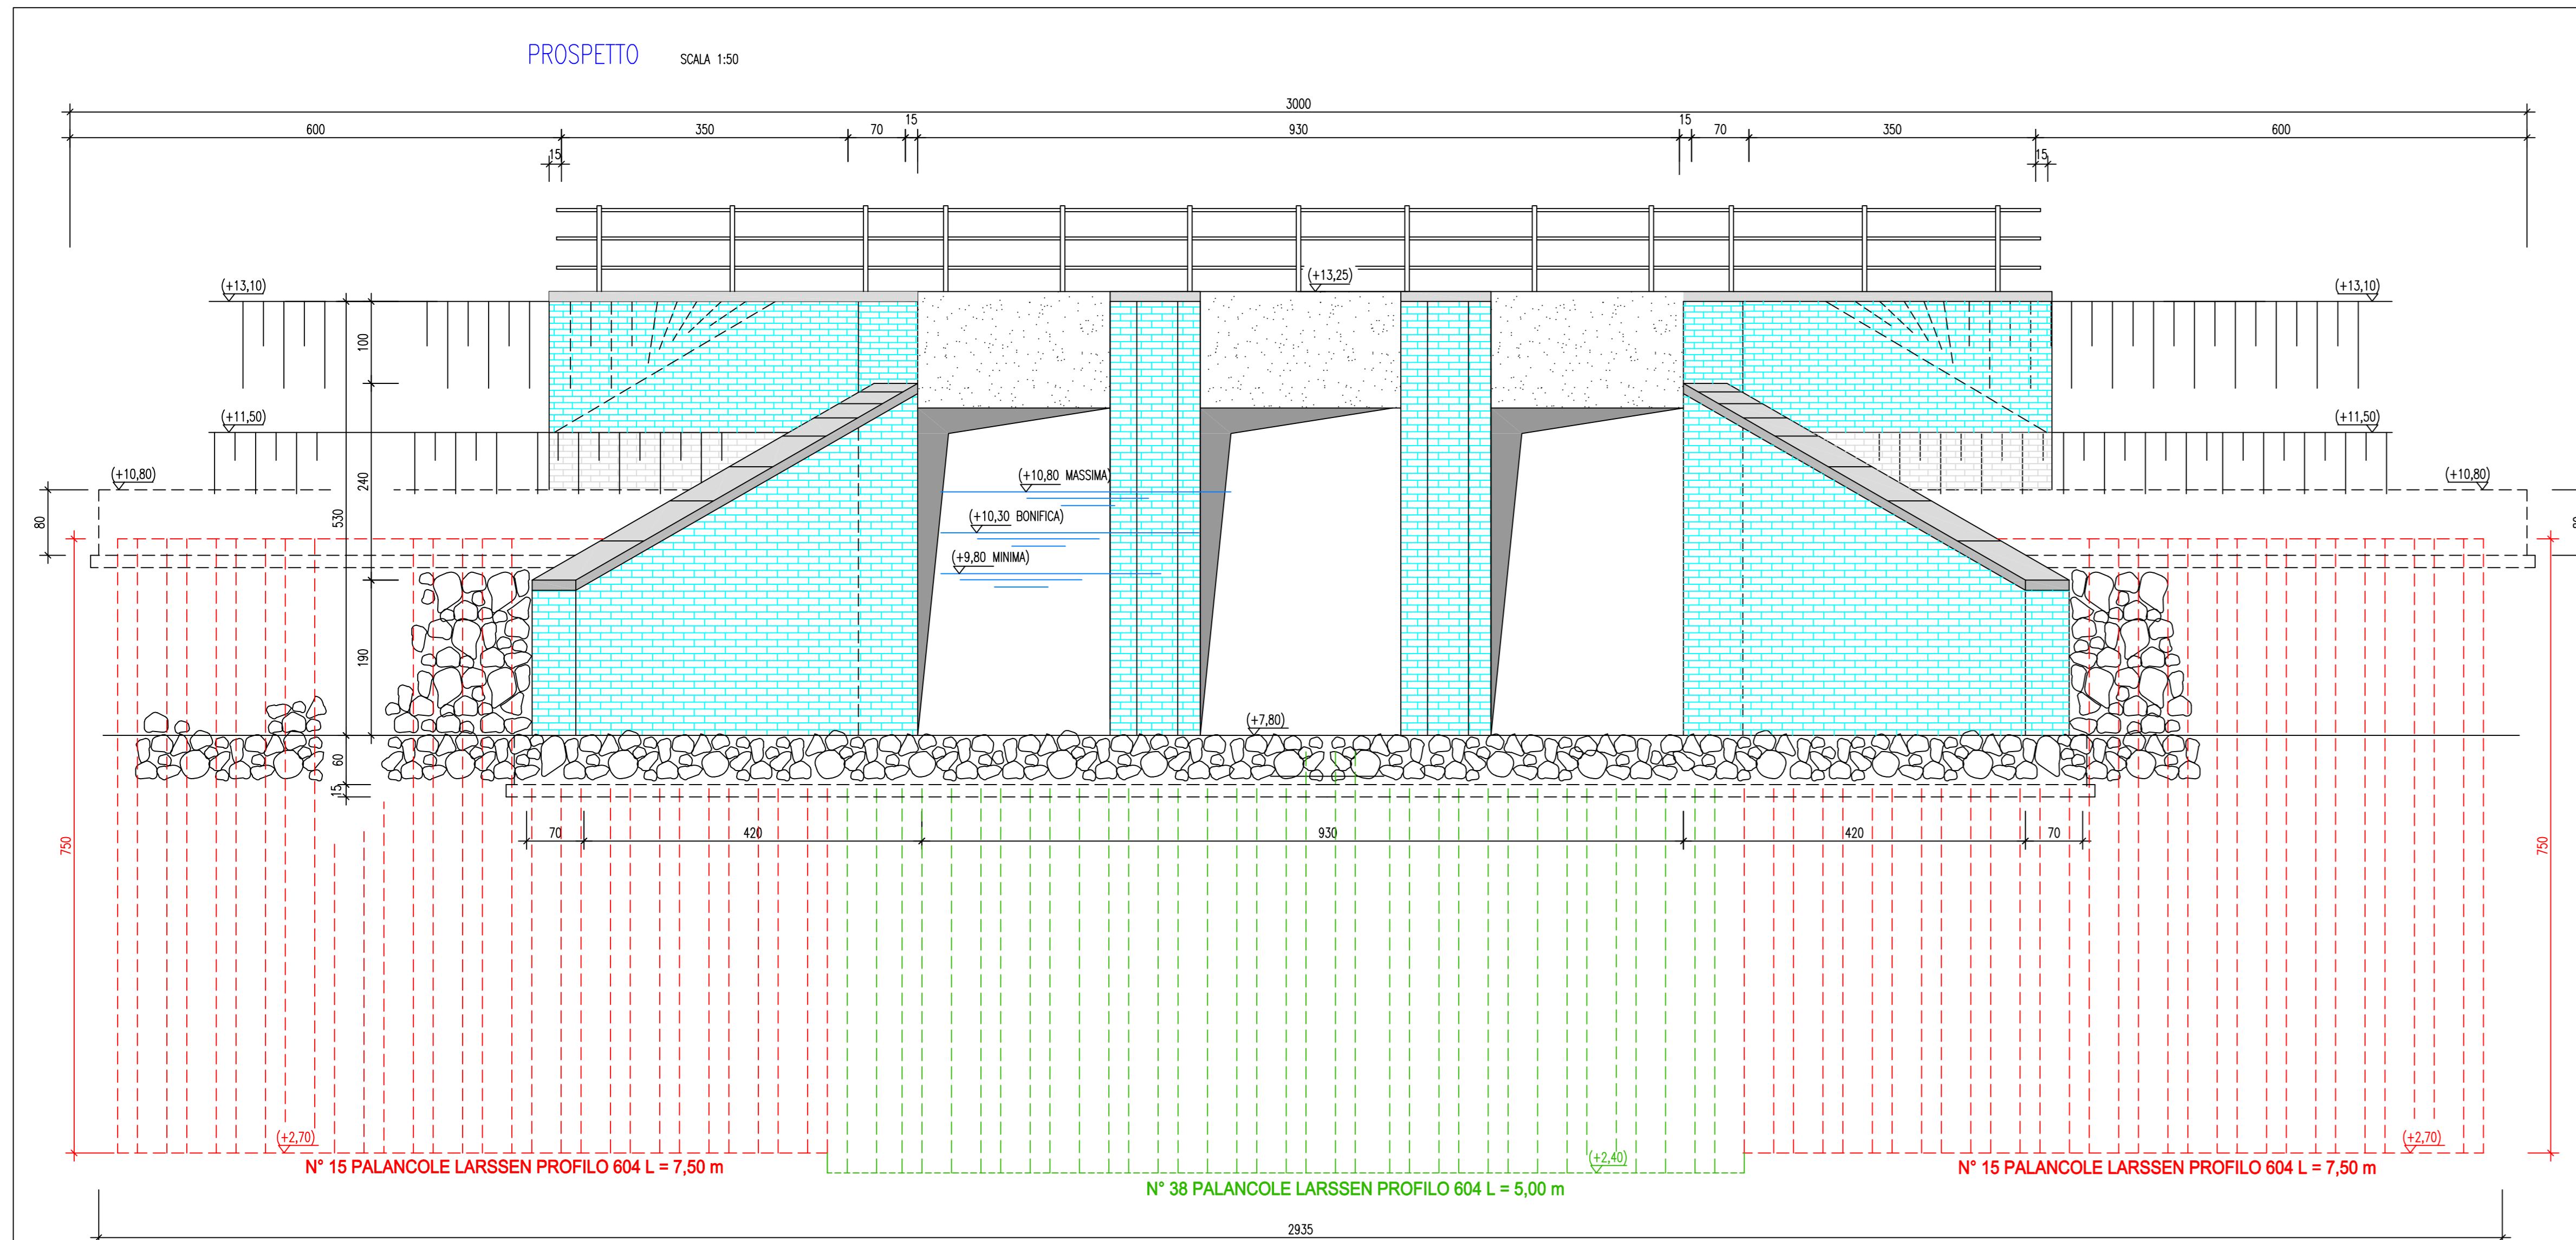 PROSPETTO SCALA 1:50
3000
600 350 70 15 930 15 70 350 600
15 15
(+13,25)
(+13,10) (+13,10)
100
(+11,50) (+11,50)
(+10,80) (+10,80 MASSIMA) (+10,80)
240
80
530
(+10,30 BONIFICA)
(+9,80 MINIMA)
190
(+7,80)
60
15
70 420 930 420 70
750 750
(+2,70) (+2,40) (+2,70)
N° 15 PALANCOLE LARSSEN PROFILO 604 L = 7,50 m
N° 15 PALANCOLE LARSSEN PROFILO 604 L = 7,50 m
N° 38 PALANCOLE LARSSEN PROFILO 604 L = 5,00 m
2935